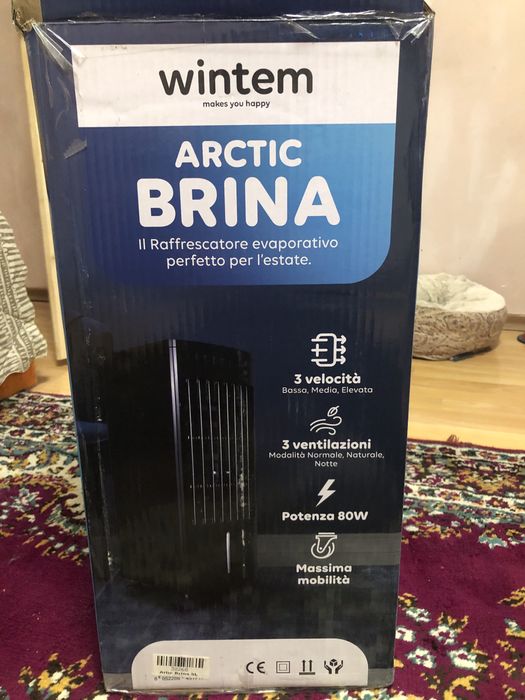 wintem
makes you happy
ARCTIC
BRINA
Il Raffrescatore evaporativo
perfetto per l'estate.
3 velocità
Bassa, Media, Elevata
3 ventilazioni
Modalità Normale, Naturale,
Notte
Potenza 80W
Massima
mobilità
CE